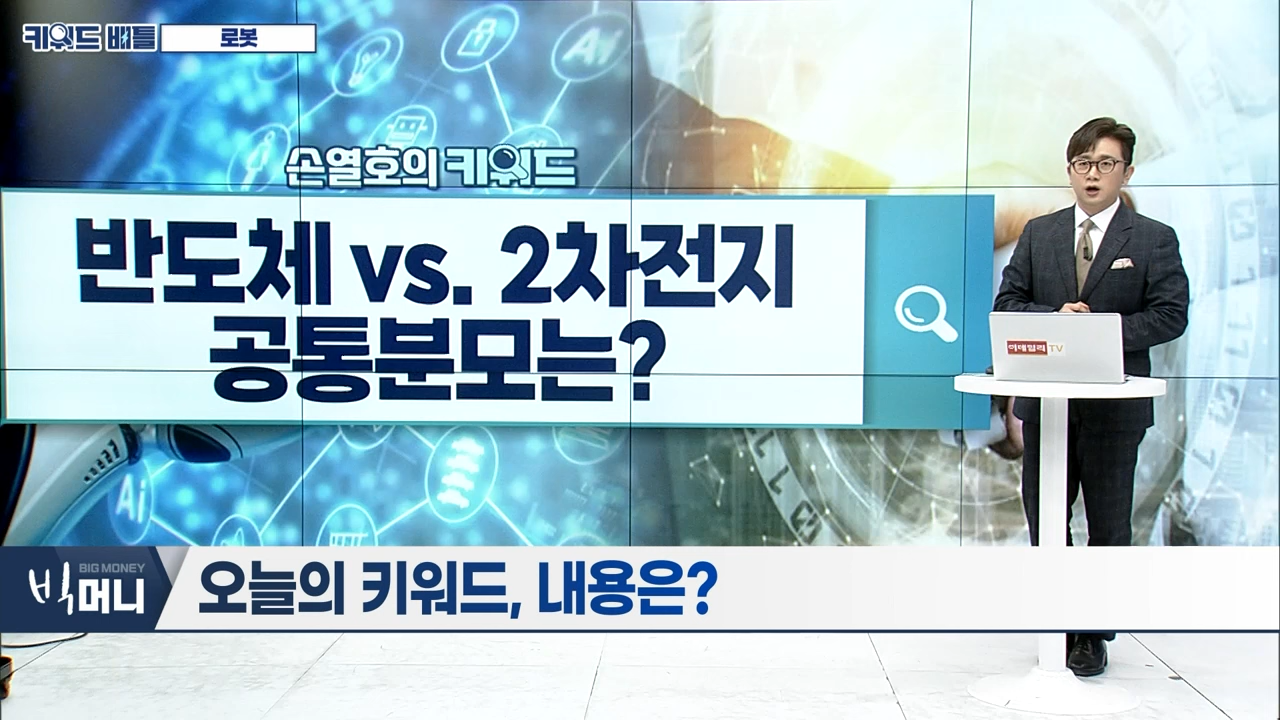 키워드 배틀
로봇
Ai
손열호의 키워드
반도체 vs. 2차전지
공통분모는?
이데일리TV
Ai
BIG MONEY
빅머니
오늘의 키워드, 내용은?